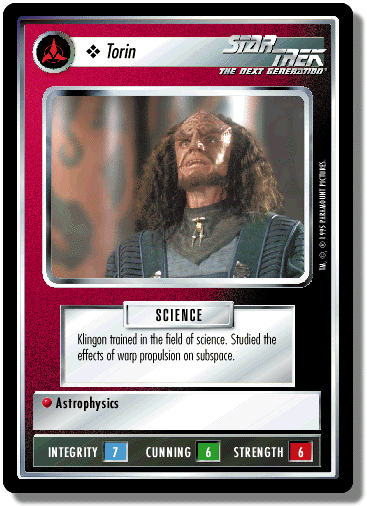 ❖ Torin
STAR TREK
THE NEXT GENERATION®
TM, ©, ® 1995 PARAMOUNT PICTURES.
SCIENCE
Klingon trained in the field of science. Studied the
effects of warp propulsion on subspace.
Astrophysics
INTEGRITY 7 CUNNING 6 STRENGTH 6